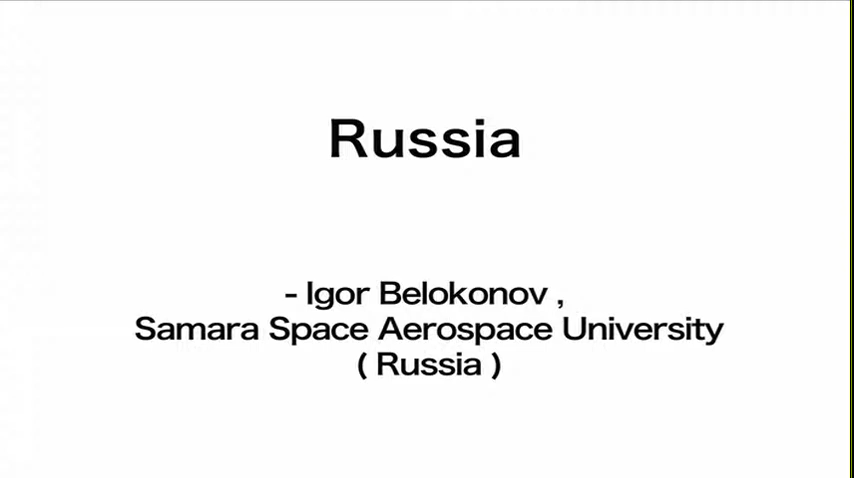 Russia
- Igor Belokonov ,
Samara Space Aerospace University
( Russia )